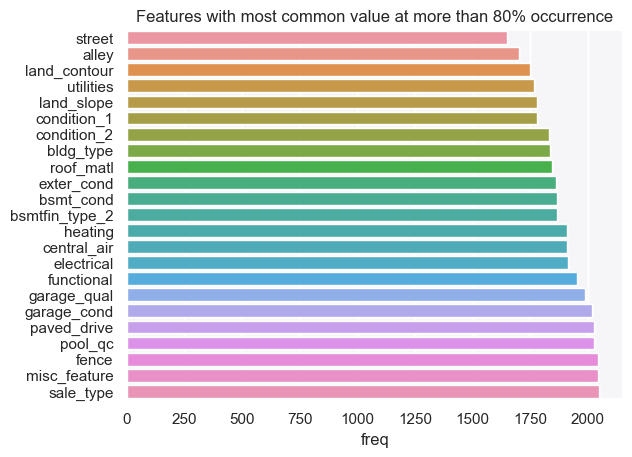 Features with most common value at more than 80% occurrence
street
alley
land_contour
utilities
land_slope
condition_1
condition_2
bldg_type
roof_matl
exter_cond
bsmt_cond
bsmtfin_type_2
heating
central_air
electrical
functional
garage_qual
garage_cond
paved_drive
pool_qc
fence
misc_feature
sale_type
0 250 500 750 1000 1250 1500 1750 2000
freq